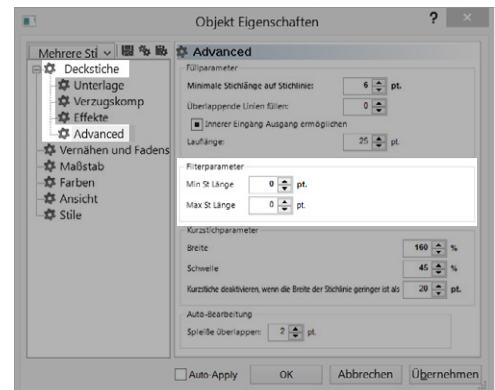 Objekt Eigenschaften
?
Mehrere Sti
Deckstiche
Unterlage
Verzugskomp
Effekte
Advanced
Vernähen und Fadens
Maßstab
Farben
Ansicht
Stile
Advanced
Füllparameter
Minimale Stichlänge auf Stichlinie: 6 pt.
Überlappende Linien füllen: 0
Innerer Eingang Ausgang ermöglichen
Lauflänge: 25 pt.
Filterparameter
Min St Länge 0 pt.
Max St Länge 0 pt.
Kurzstichparameter
Breite 160 %
Schwelle 45 %
Kurzstiche deaktivieren, wenn die Breite der Stichlinie geringer ist als 20 pt.
Auto-Bearbeitung
Spleiße überlappen: 2 pt.
Auto-Apply
OK
Abbrechen
Übernehmen